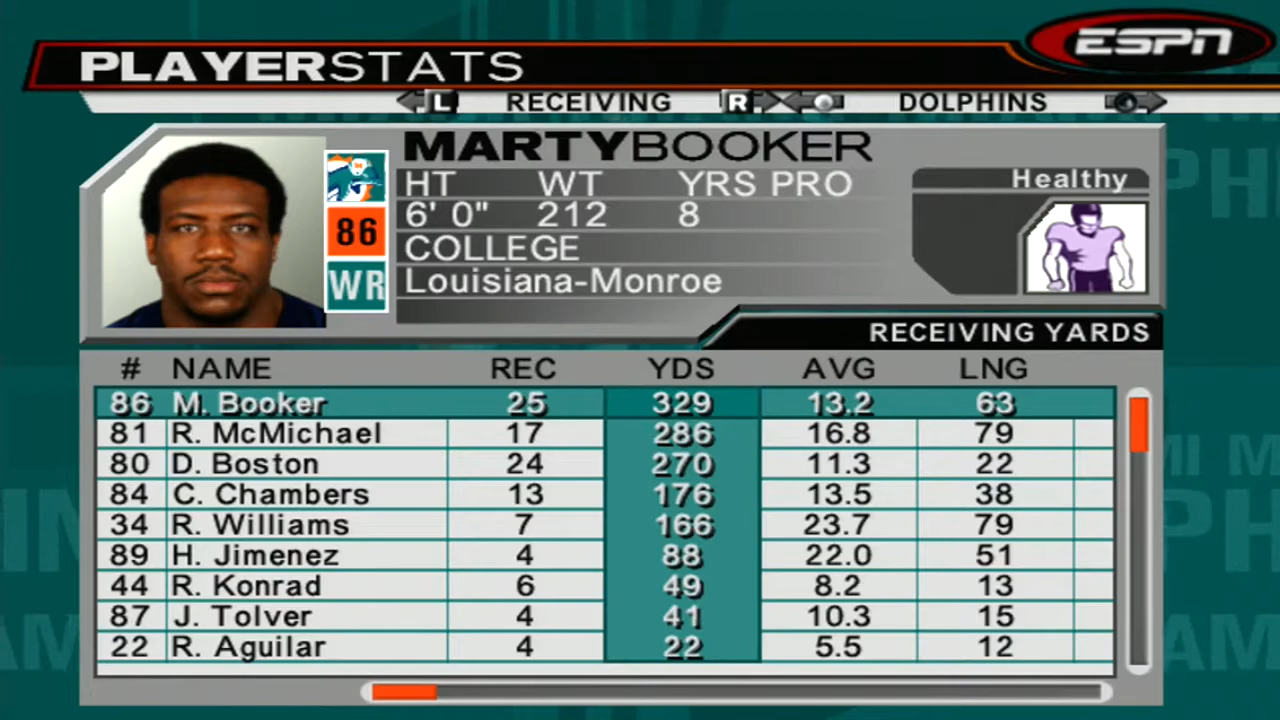 ESPN
PLAYERSTATS
L RECEIVING R DOLPHINS
MARTYBOOKER
HT WT YRS PRO
6' 0" 212 8
COLLEGE
Louisiana-Monroe
86
WR
Healthy
RECEIVING YARDS
# NAME REC YDS AVG LNG
86 M. Booker 25 329 13.2 63
81 R. McMichael 17 286 16.8 79
80 D. Boston 24 270 11.3 22
84 C. Chambers 13 176 13.5 38
34 R. Williams 7 166 23.7 79
89 H. Jimenez 4 88 22.0 51
44 R. Konrad 6 49 8.2 13
87 J. Tolver 4 41 10.3 15
22 R. Aguilar 4 22 5.5 12